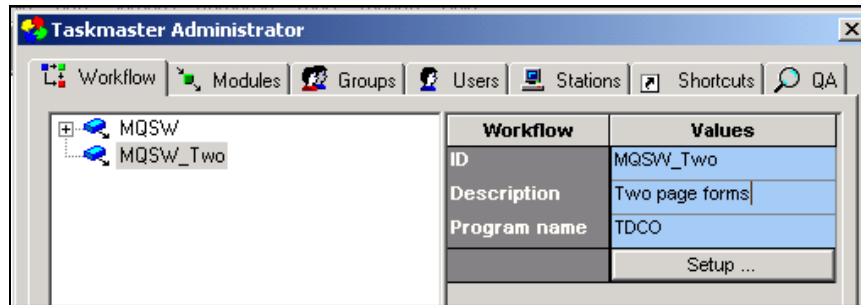 Taskmaster Administrator
Workflow Modules Groups Users Stations Shortcuts QA
MQSW
MQSW_Two
Workflow Values
ID MQSW_Two
Description Two page forms
Program name TDCO
Setup ...